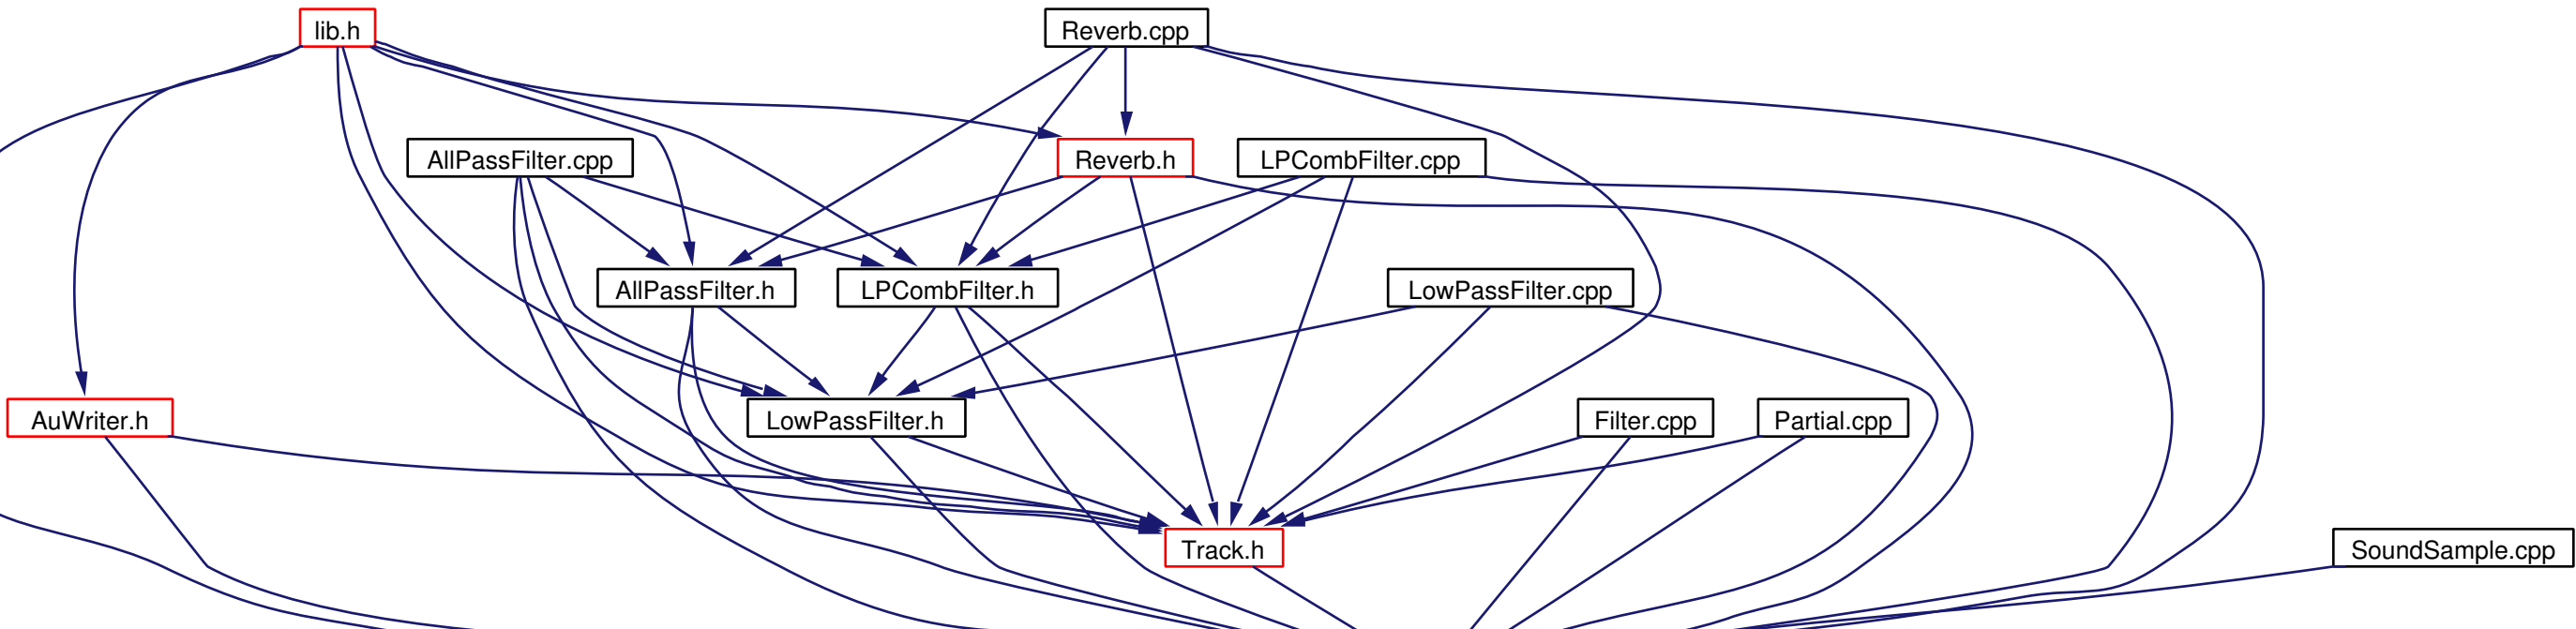 lib.h
Reverb.cpp
AllPassFilter.cpp
Reverb.h
LPCombFilter.cpp
AllPassFilter.h
LPCombFilter.h
LowPassFilter.cpp
AuWriter.h
LowPassFilter.h
Filter.cpp
Partial.cpp
Track.h
SoundSample.cpp